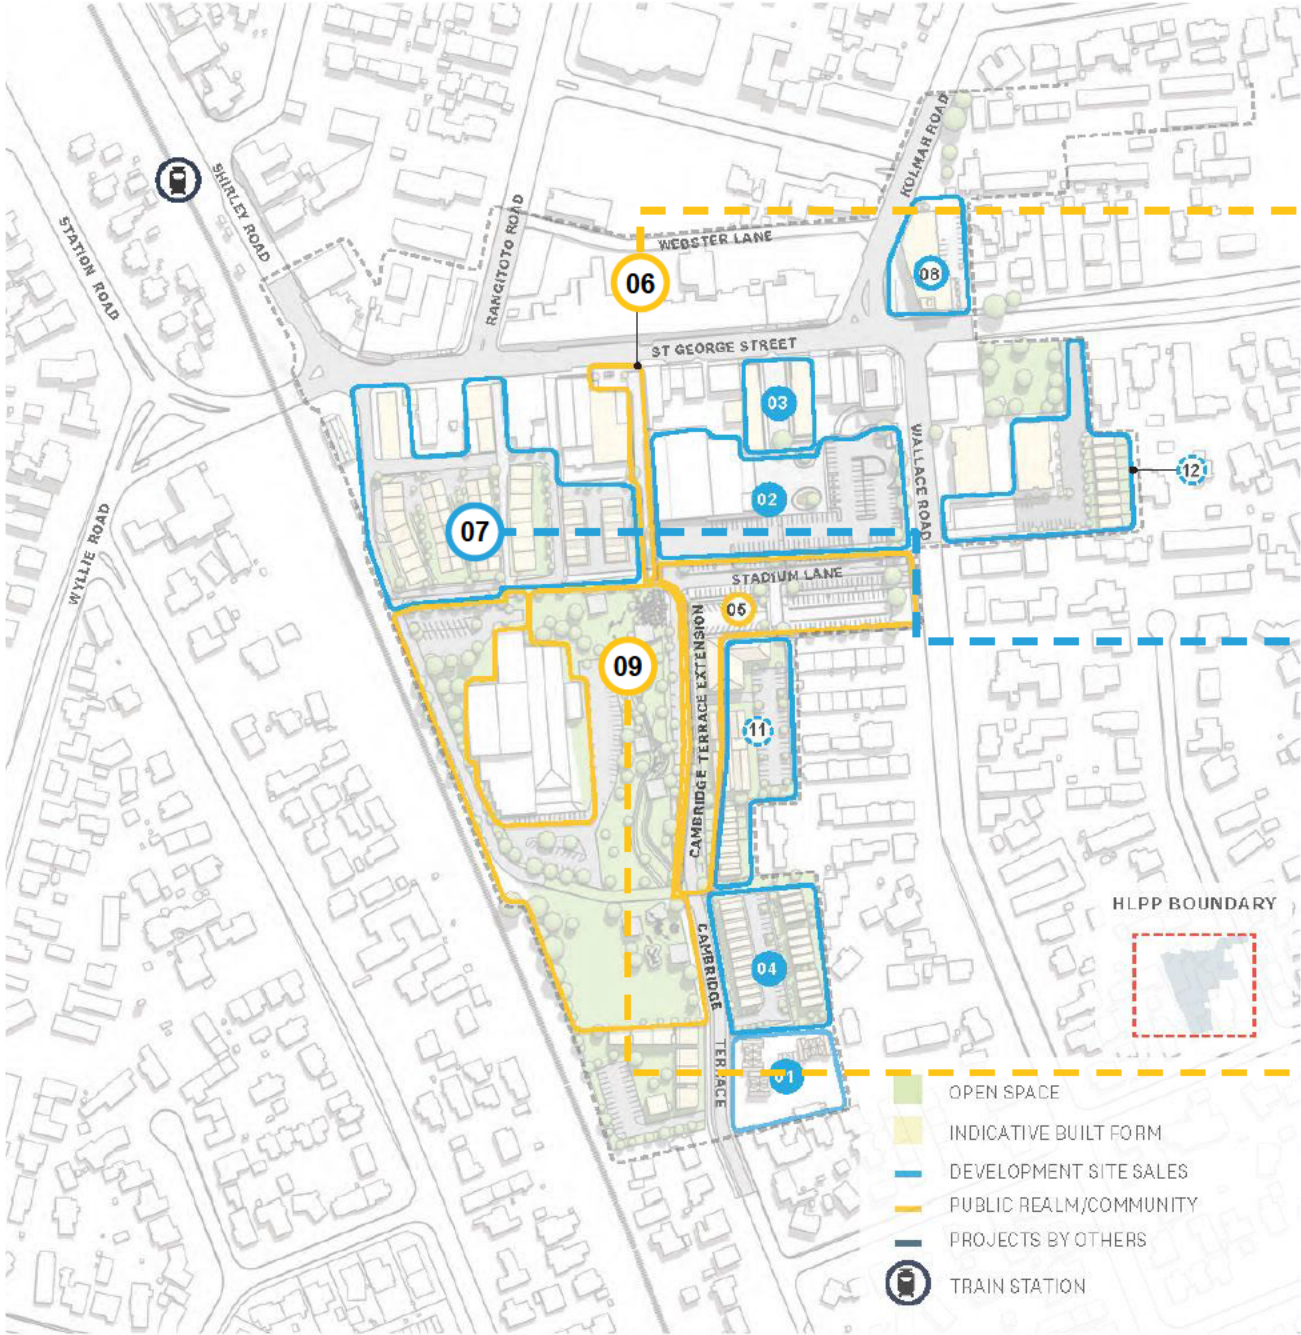 KOLMAR ROAD
SHIRLEY ROAD
STATION ROAD
RANGITOTO ROAD
WEBSTER LANE
08
06
ST GEORGE STREET
03
WALLACE ROAD
12
02
07
WYLLIE ROAD
STADIUM LANE
05
09
CAMBRIDGE TERRACE EXTENSION
11
HLPP BOUNDARY
CAMBRIDGE TERRACE
04
01
OPEN SPACE
INDICATIVE BUILT FORM
DEVELOPMENT SITE SALES
PUBLIC REALM/COMMUNITY
PROJECTS BY OTHERS
TRAIN STATION